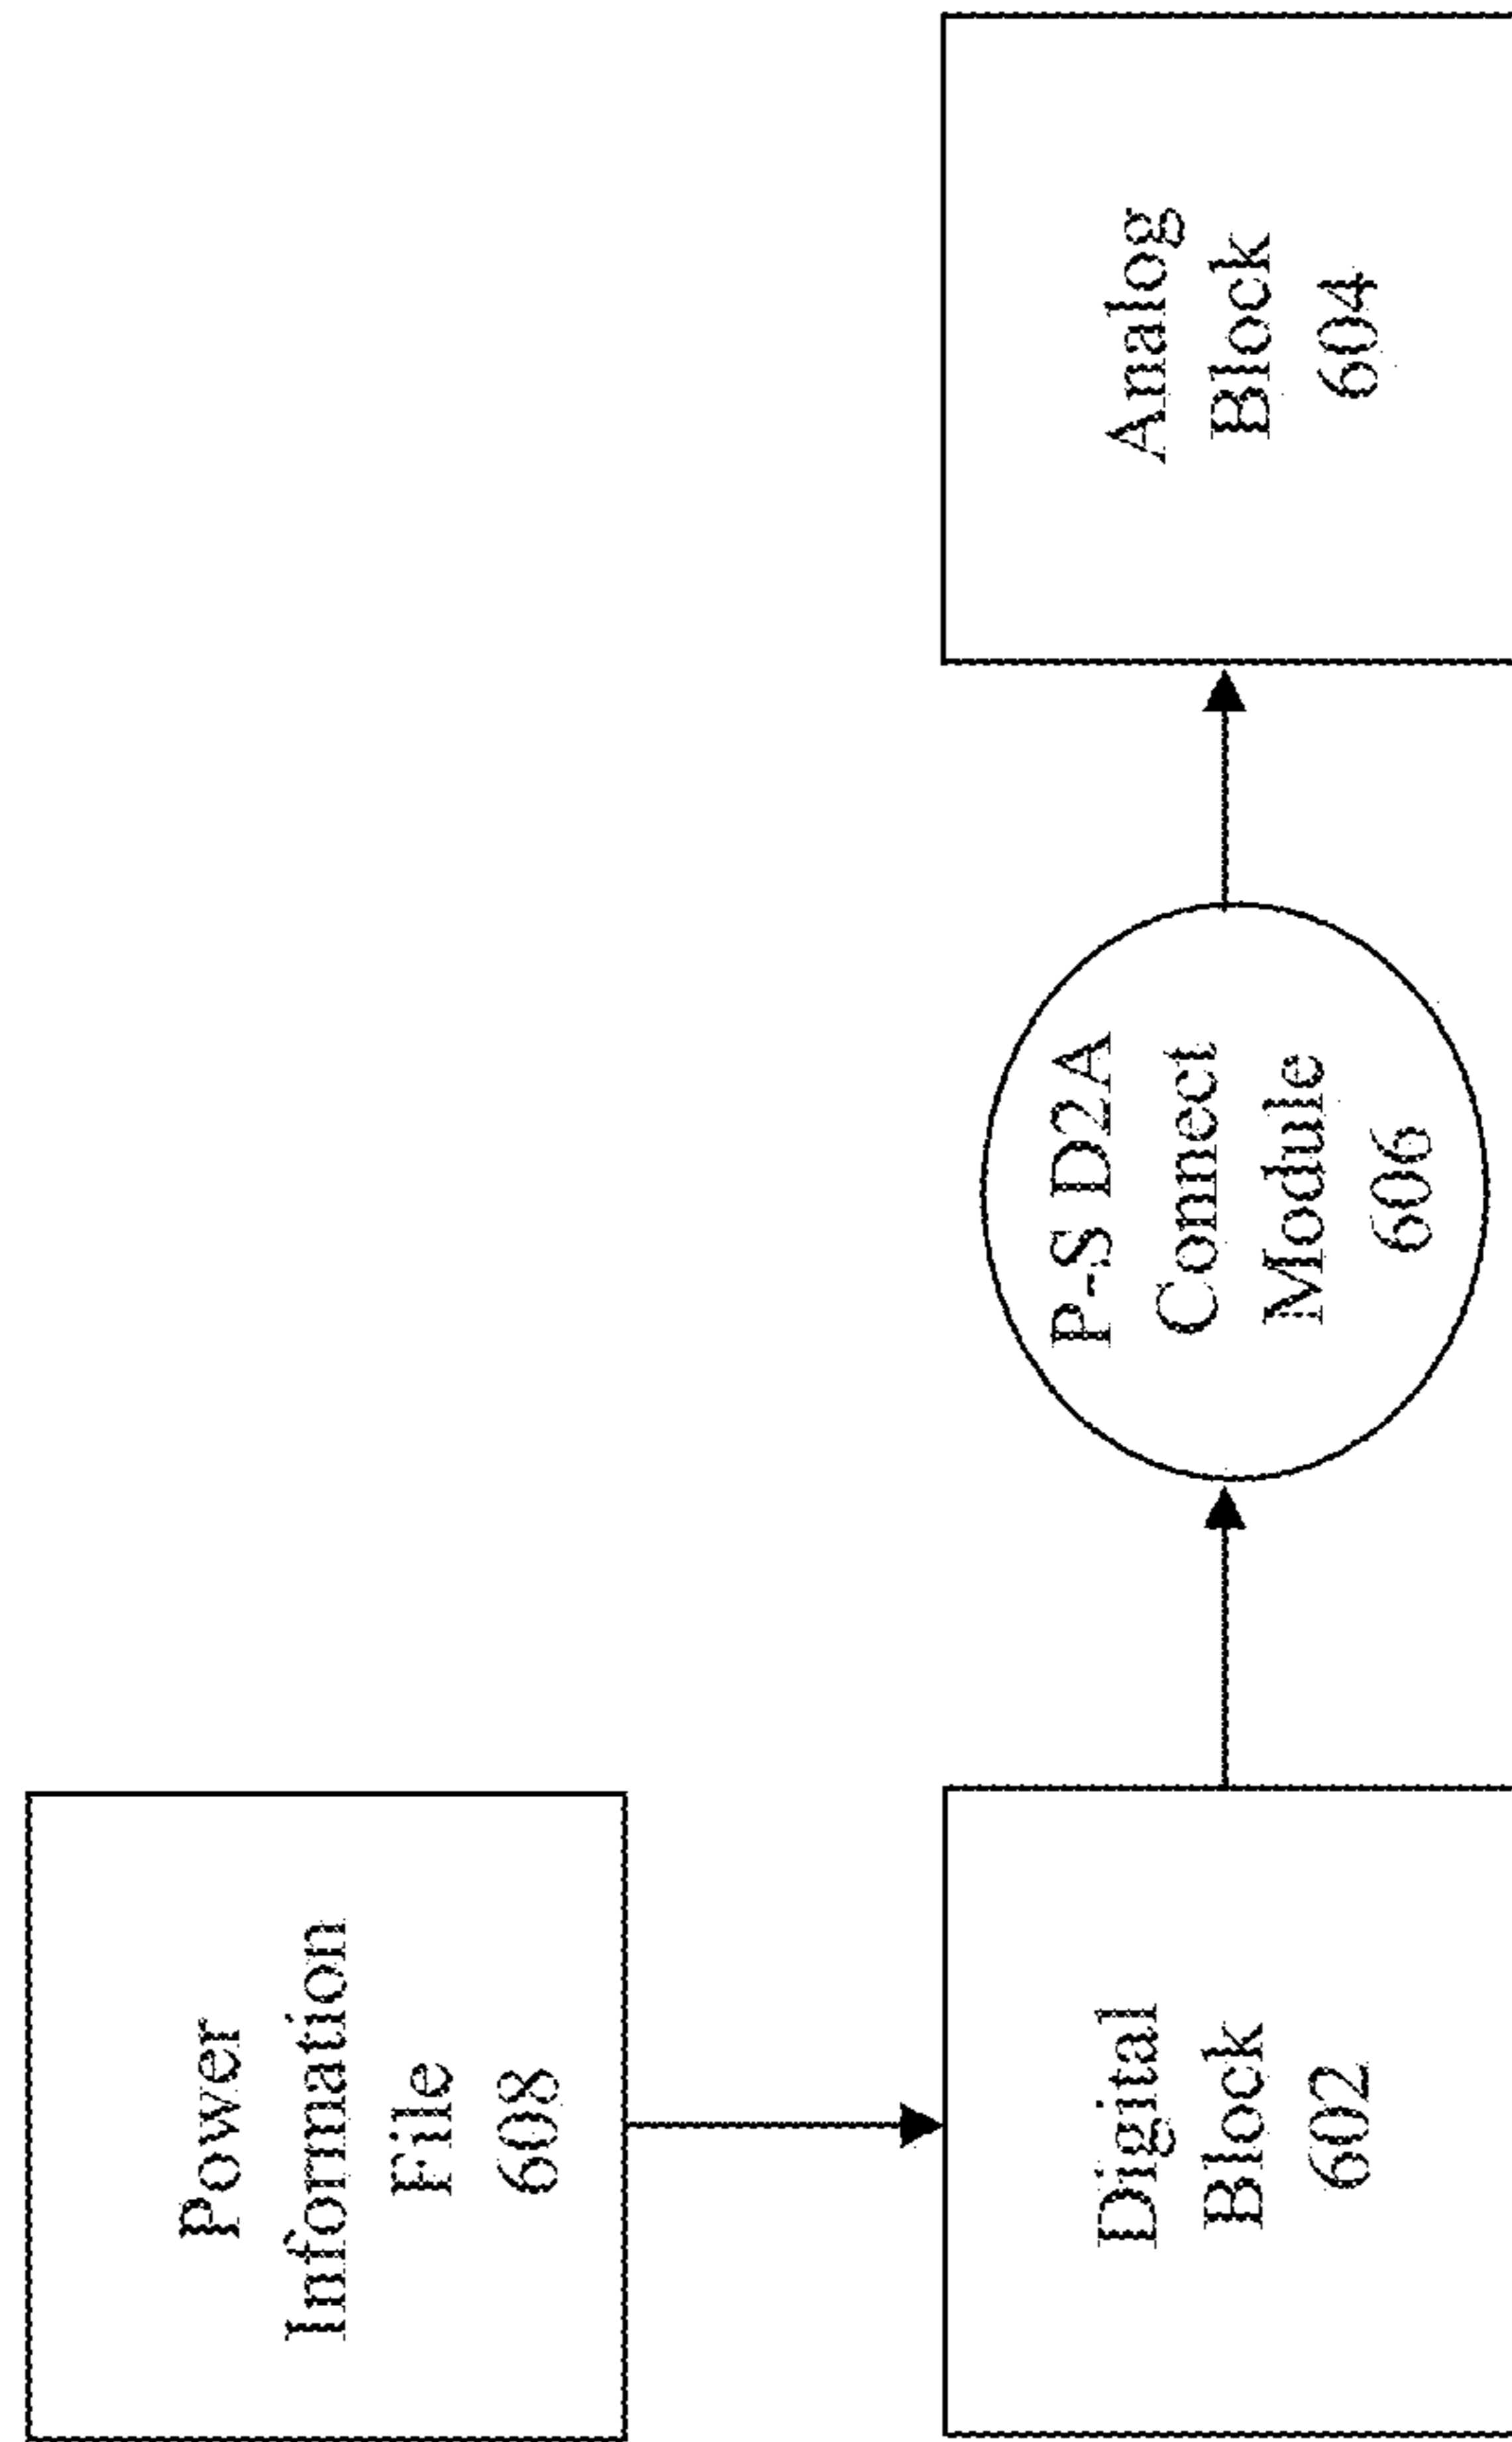 Power
Information
File
608
Digital
Block
602
P-S D2A
Connect
Module
606
Analog
Block
604